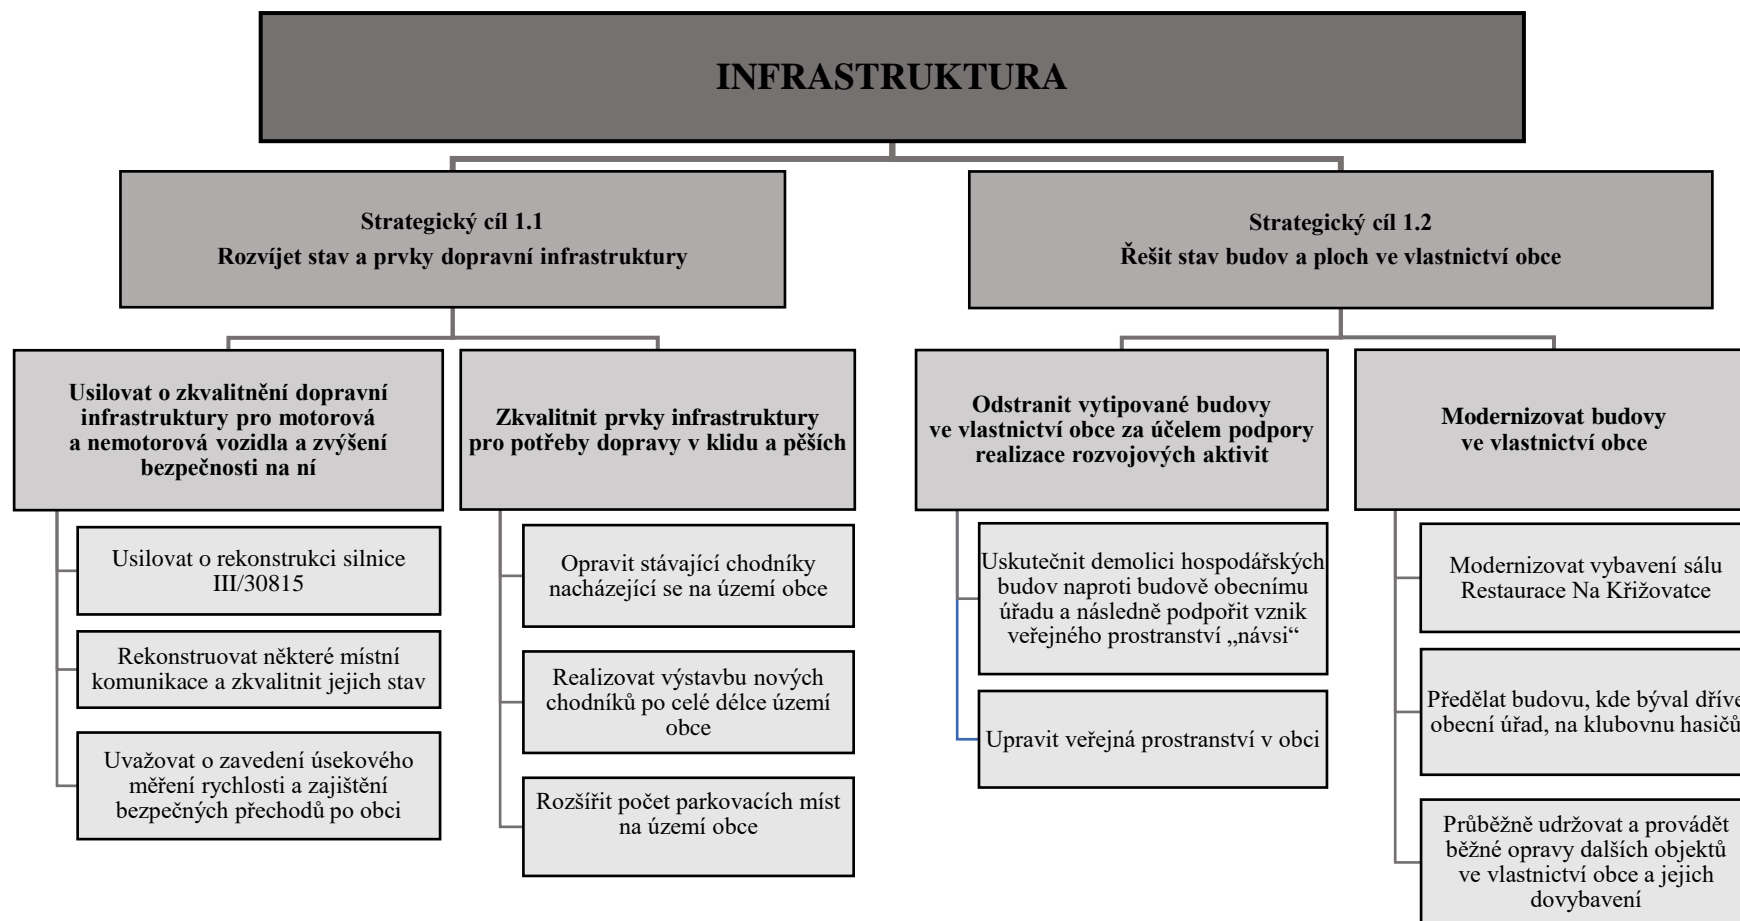 INFRASTRUKTURA
Strategický cíl 1.1
Rozvíjet stav a prvky dopravní infrastruktury
Strategický cíl 1.2
Řešit stav budov a ploch ve vlastnictví obce
Usilovat o zkvalitnění dopravní
infrastruktury pro motorová
a nemotorová vozidla a zvýšení
bezpečnosti na ní
Usilovat o rekonstrukci silnice
III/30815
Rekonstruovat některé místní
komunikace a zkvalitnit jejich stav
Uvažovat o zavedení úsekového
měření rychlosti a zajištění
bezpečných přechodů po obci
Zkvalitnit prvky infrastruktury
pro potřeby dopravy v klidu a pěších
Opravit stávající chodníky
nacházející se na území obce
Realizovat výstavbu nových
chodníků po celé délce území
obce
Rozšířit počet parkovacích míst
na území obce
Odstranit vytipované budovy
ve vlastnictví obce za účelem podpory
realizace rozvojových aktivit
Uskutečnit demolici hospodářských
budov naproti budově obecnímu
úřadu a následně podpořit vznik
veřejného prostranství „návsi“
Upravit veřejná prostranství v obci
Modernizovat budovy
ve vlastnictví obce
Modernizovat vybavení sálu
Restaurace Na Křižovatce
Předělat budovu, kde býval dříve
obecní úřad, na klubovnu hasičů
Průběžně udržovat a provádět
běžné opravy dalších objektů
ve vlastnictví obce a jejich
dovybavení